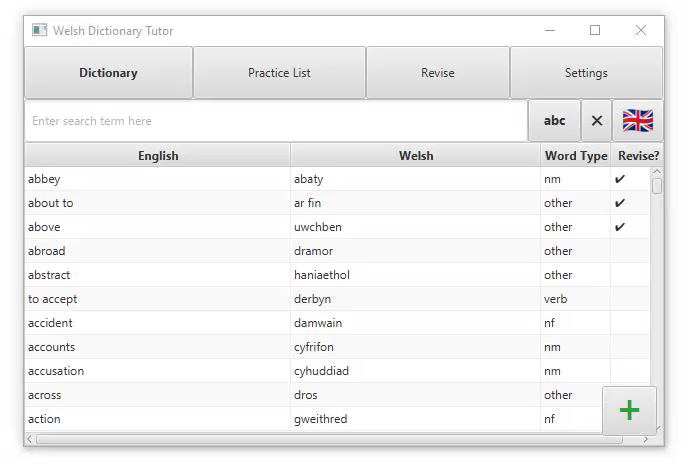 Welsh Dictionary Tutor
Dictionary Practice List Revise Settings
Enter search term here abc ✕
English Welsh Word Type Revise?
abbey abaty nm ✔
about to ar fin other ✔
above uwchben other ✔
abroad dramor other
abstract haniaethol other
to accept derbyn verb
accident damwain nf
accounts cyfrifon nm
accusation cyhuddiad nm
across dros other
action gweithred nf
+